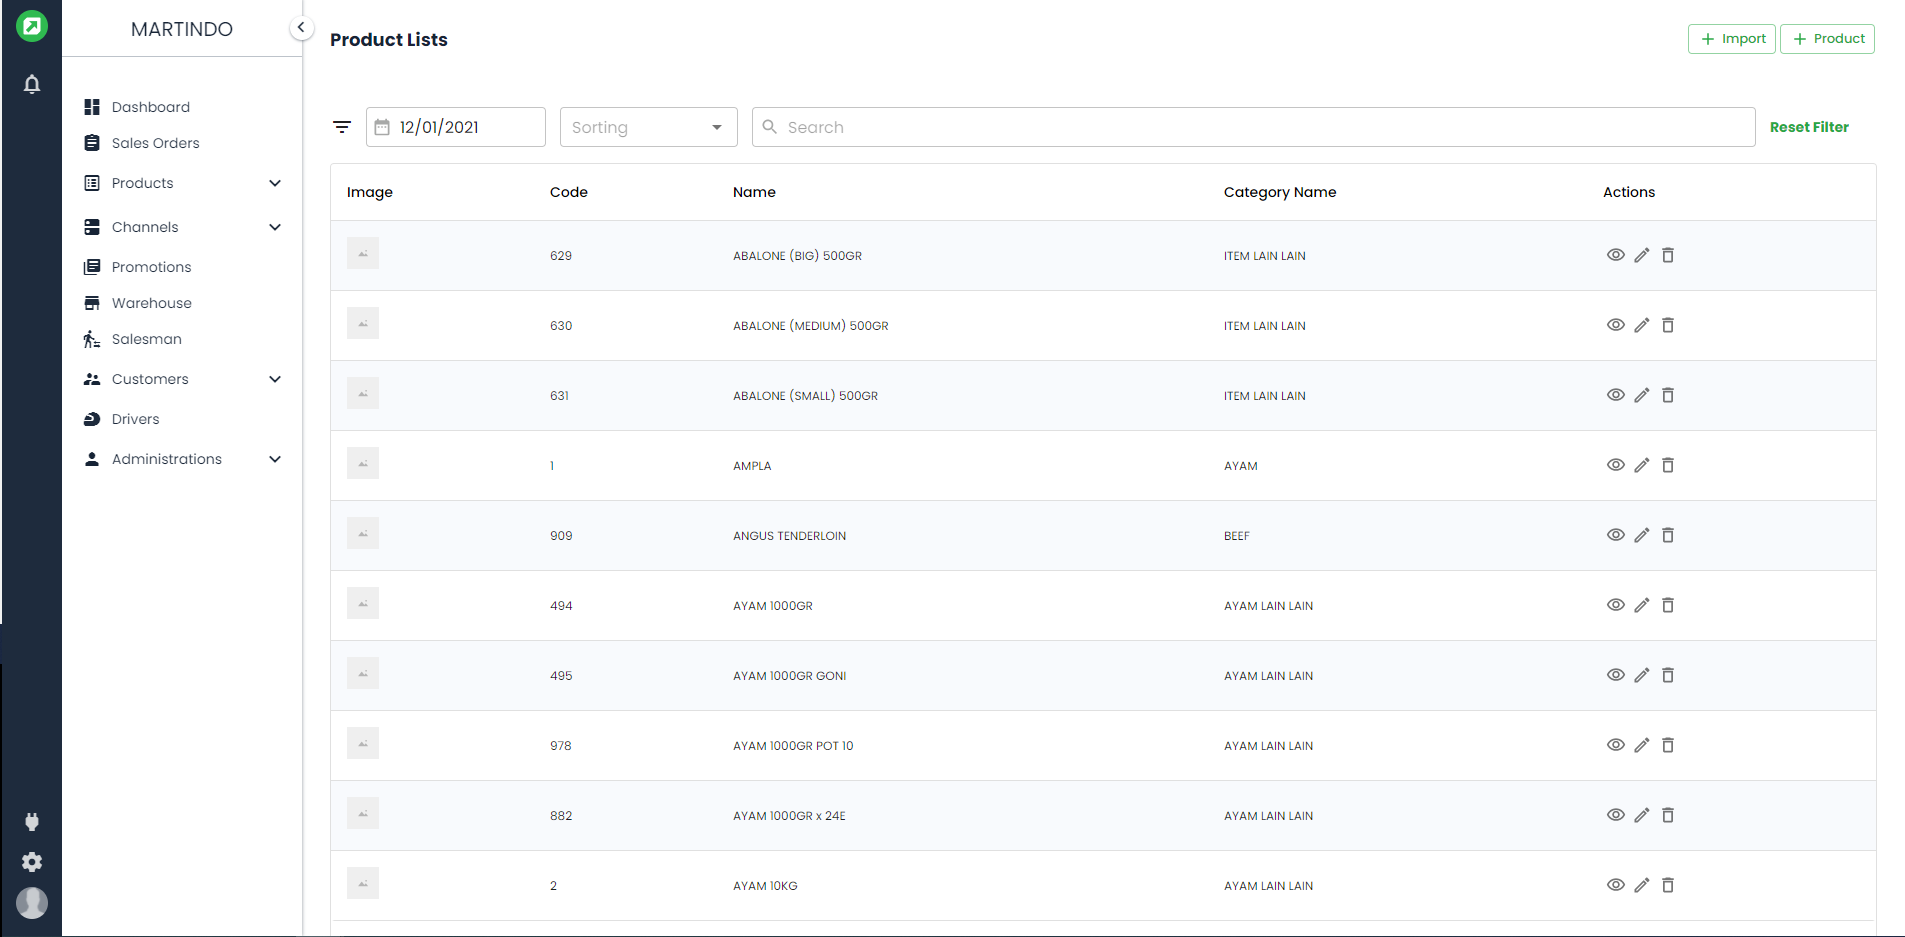 MARTINDO
Dashboard
Sales Orders
Products
Channels
Promotions
Warehouse
Salesman
Customers
Drivers
Administrations
Product Lists
Import
Product
12/01/2021
Sorting
Search
Reset Filter
Image Code Name Category Name Actions
629 ABALONE (BIG) 500GR ITEM LAIN LAIN
630 ABALONE (MEDIUM) 500GR ITEM LAIN LAIN
631 ABALONE (SMALL) 500GR ITEM LAIN LAIN
1 AMPLA AYAM
909 ANGUS TENDERLOIN BEEF
494 AYAM 1000GR AYAM LAIN LAIN
495 AYAM 1000GR GONI AYAM LAIN LAIN
978 AYAM 1000GR POT 10 AYAM LAIN LAIN
882 AYAM 1000GR x 24E AYAM LAIN LAIN
2 AYAM 10KG AYAM LAIN LAIN